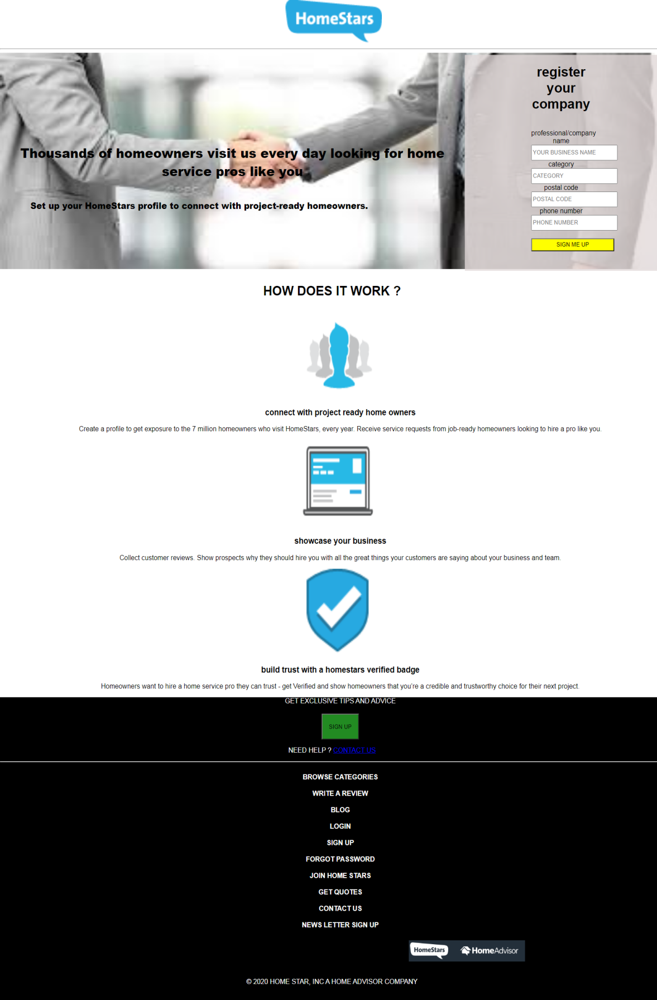 HomeStars
Thousands of homeowners visit us every day looking for home
service pros like you
Set up your HomeStars profile to connect with project-ready homeowners.
register
your
company
professional/company
name
YOUR BUSINESS NAME
category
CATEGORY
postal code
POSTAL CODE
phone number
PHONE NUMBER
SIGN ME UP
HOW DOES IT WORK ?
connect with project ready home owners
Create a profile to get exposure to the 7 million homeowners who visit HomeStars, every year. Receive service requests from job-ready homeowners looking to hire a pro like you.
showcase your business
Collect customer reviews. Show prospects why they should hire you with all the great things your customers are saying about your business and team.
build trust with a homestars verified badge
Homeowners want to hire a home service pro they can trust - get Verified and show homeowners that you're a credible and trustworthy choice for their next project.
GET EXCLUSIVE TIPS AND ADVICE
SIGN UP
NEED HELP ? CONTACT US
BROWSE CATEGORIES
WRITE A REVIEW
BLOG
LOGIN
SIGN UP
FORGOT PASSWORD
JOIN HOME STARS
GET QUOTES
CONTACT US
NEWS LETTER SIGN UP
HomeStars HomeAdvisor
© 2020 HOME STAR, INC A HOME ADVISOR COMPANY